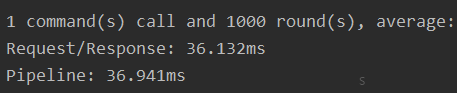 1 command(s) call and 1000 round(s), average:
Request/Response: 36.132ms
Pipeline: 36.941ms
s